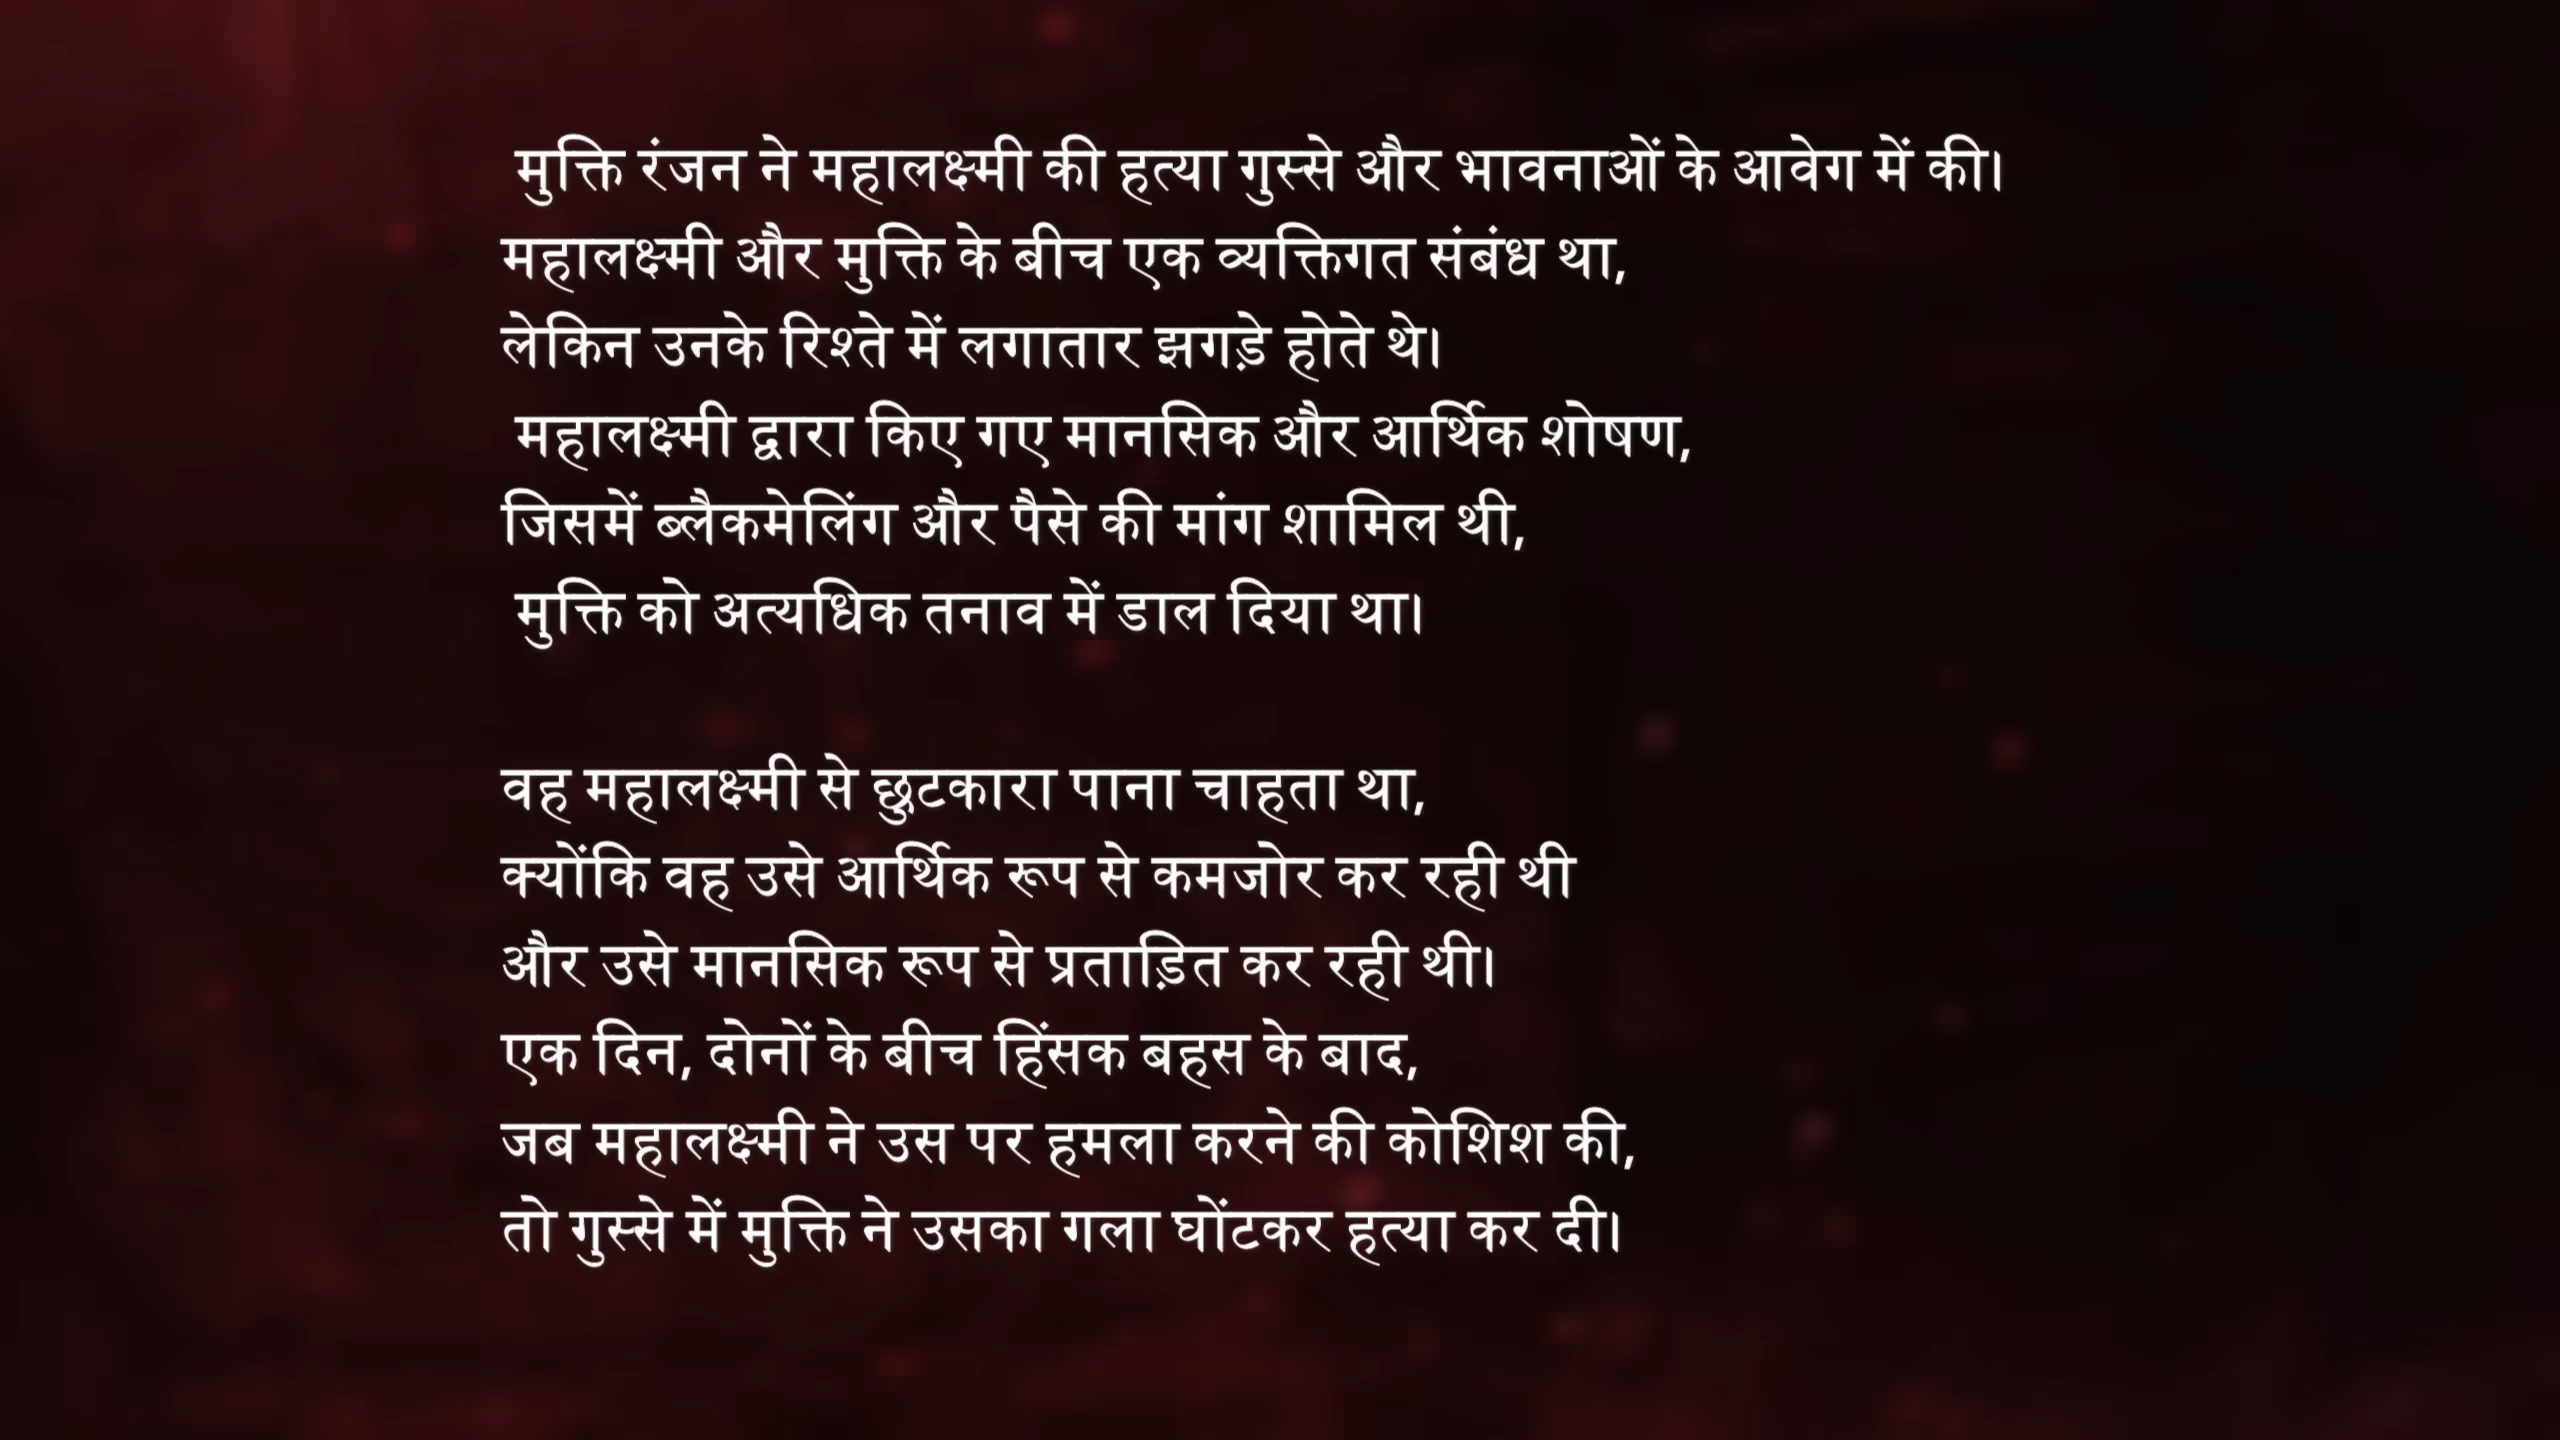 मुक्ति रंजन ने महालक्ष्मी की हत्या गुस्से और भावनाओं के आवेग में की।
महालक्ष्मी और मुक्ति के बीच एक व्यक्तिगत संबंध था,
लेकिन उनके रिश्ते में लगातार झगड़े होते थे।
महालक्ष्मी द्वारा किए गए मानसिक और आर्थिक शोषण,
जिसमें ब्लैकमेलिंग और पैसे की मांग शामिल थी,
मुक्ति को अत्यधिक तनाव में डाल दिया था।
वह महालक्ष्मी से छुटकारा पाना चाहता था,
क्योंकि वह उसे आर्थिक रूप से कमजोर कर रही थी
और उसे मानसिक रूप से प्रताड़ित कर रही थी।
एक दिन, दोनों के बीच हिंसक बहस के बाद,
जब महालक्ष्मी ने उस पर हमला करने की कोशिश की,
तो गुस्से में मुक्ति ने उसका गला घोंटकर हत्या कर दी।